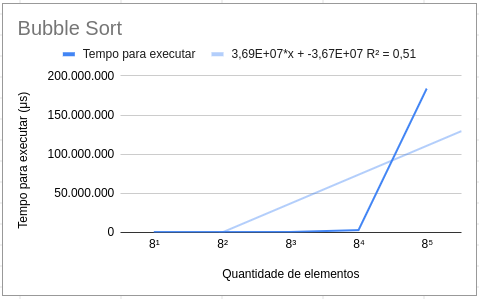 Bubble Sort
Tempo para executar 3,69E+07*x + -3,67E+07 R² = 0,51
Tempo para executar (μs)
200.000.000
150.000.000
100.000.000
50.000.000
0
8¹ 8² 8³ 8⁴ 8⁵
Quantidade de elementos